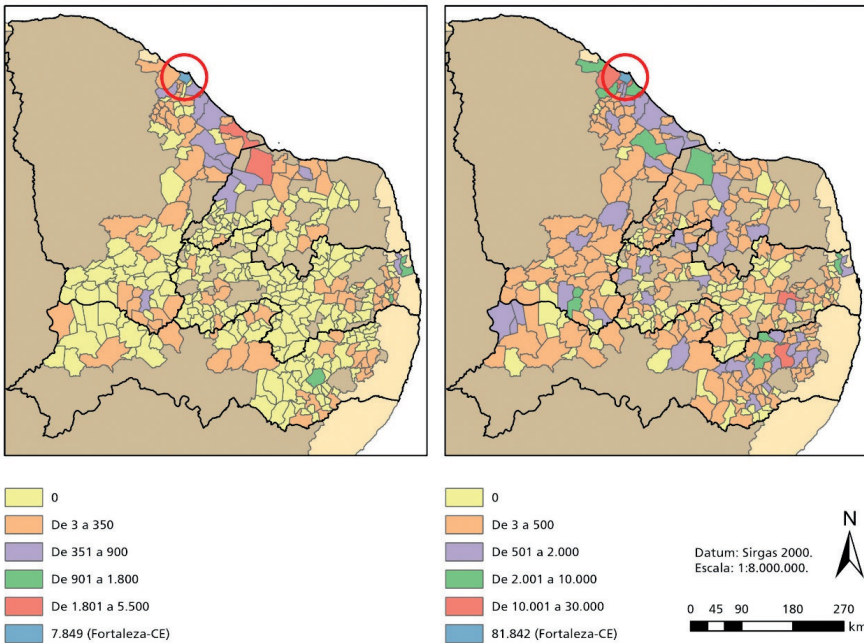 0
De 3 a 350
De 351 a 900
De 901 a 1.800
De 1.801 a 5.500
7.849 (Fortaleza-CE)
0
De 3 a 500
De 501 a 2.000
De 2.001 a 10.000
De 10.001 a 30.000
81.842 (Fortaleza-CE)
Datum: Sirgas 2000.
Escala: 1:8.000.000.
N
0 45 90 180 270
km